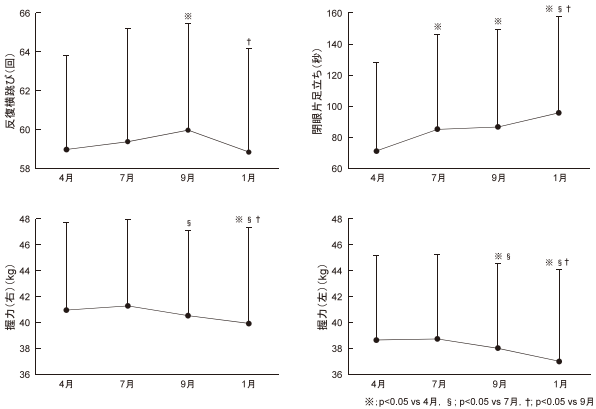 66
64
62
60
58
反復横跳び(回)
※
†
4月 7月 9月 1月
160
140
120
100
80
60
閉眼片足立ち(秒)
※
※
※ § †
4月 7月 9月 1月
48
46
44
42
40
38
36
握力(右)(kg)
§
※ § †
4月 7月 9月 1月
48
46
44
42
40
38
36
握力(左)(kg)
※ §
※ § †
4月 7月 9月 1月
※;p<0.05 vs 4月, §; p<0.05 vs 7月, †; p<0.05 vs 9月